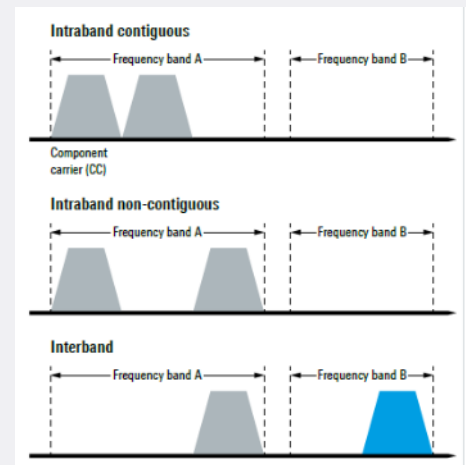 Intraband contiguous
Frequency band A
Frequency band B
Component
carrier (CC)
Intraband non-contiguous
Frequency band A
Frequency band B
Interband
Frequency band A
Frequency band B